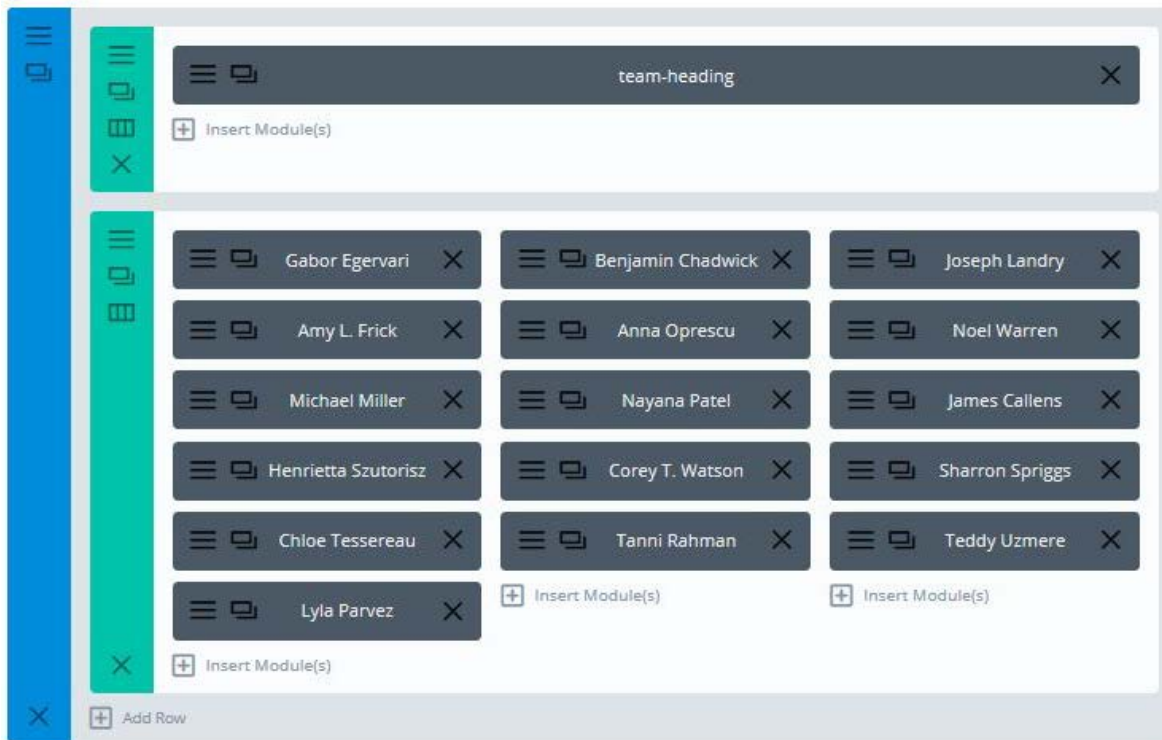 team-heading
Insert Module(s)
Gabor Egervari
Benjamin Chadwick
Joseph Landry
Amy L. Frick
Anna Oprescu
Noel Warren
Michael Miller
Nayana Patel
James Callens
Henrietta Szutorisz
Corey T. Watson
Sharron Spriggs
Chloe Tessereau
Tanni Rahman
Teddy Uzmere
Lyla Parvez
Insert Module(s)
Insert Module(s)
Insert Module(s)
Add Row